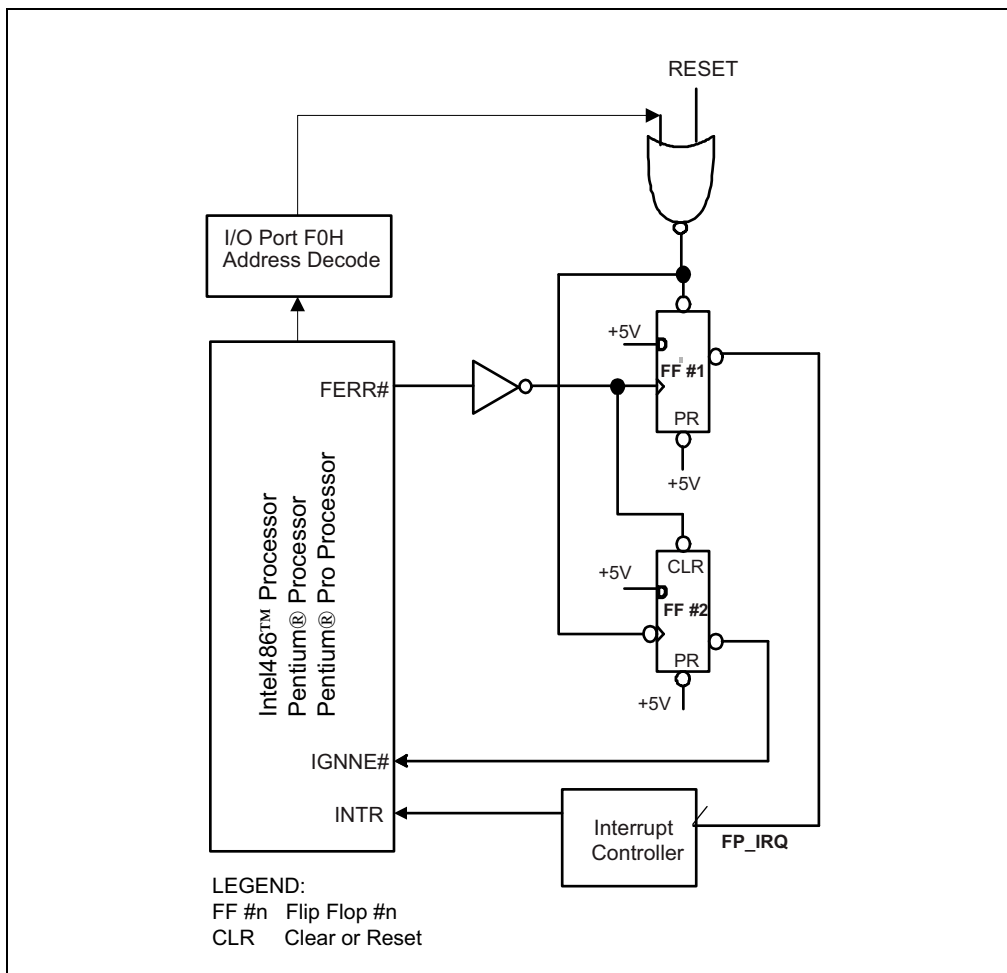 RESET
I/O Port F0H
Address Decode
+5V
FF #1
FERR#
PR
+5V
CLR
+5V
FF #2
PR
+5V
Intel486™ Processor
Pentium® Processor
Pentium® Pro Processor
IGNNE#
INTR
Interrupt
Controller
FP_IRQ
LEGEND:
FF #n Flip Flop #n
CLR Clear or Reset